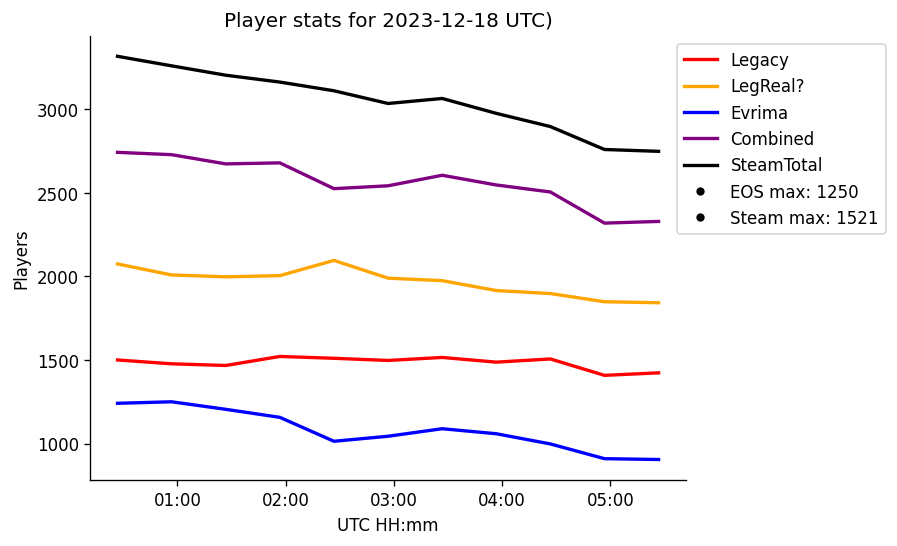 Player stats for 2023-12-18 UTC)
Legacy
LegReal?
Evrima
Combined
SteamTotal
EOS max: 1250
Steam max: 1521
Players
3000
2500
2000
1500
1000
01:00 02:00 03:00 04:00 05:00
UTC HH:mm